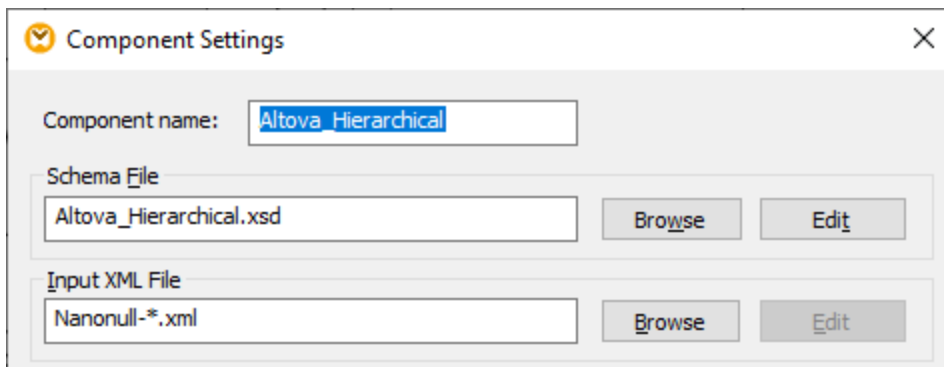 Component Settings
Component name: Altova_Hierarchical
Schema File
Altova_Hierarchical.xsd Browse Edit
Input XML File
Nanonull-*.xml Browse Edit